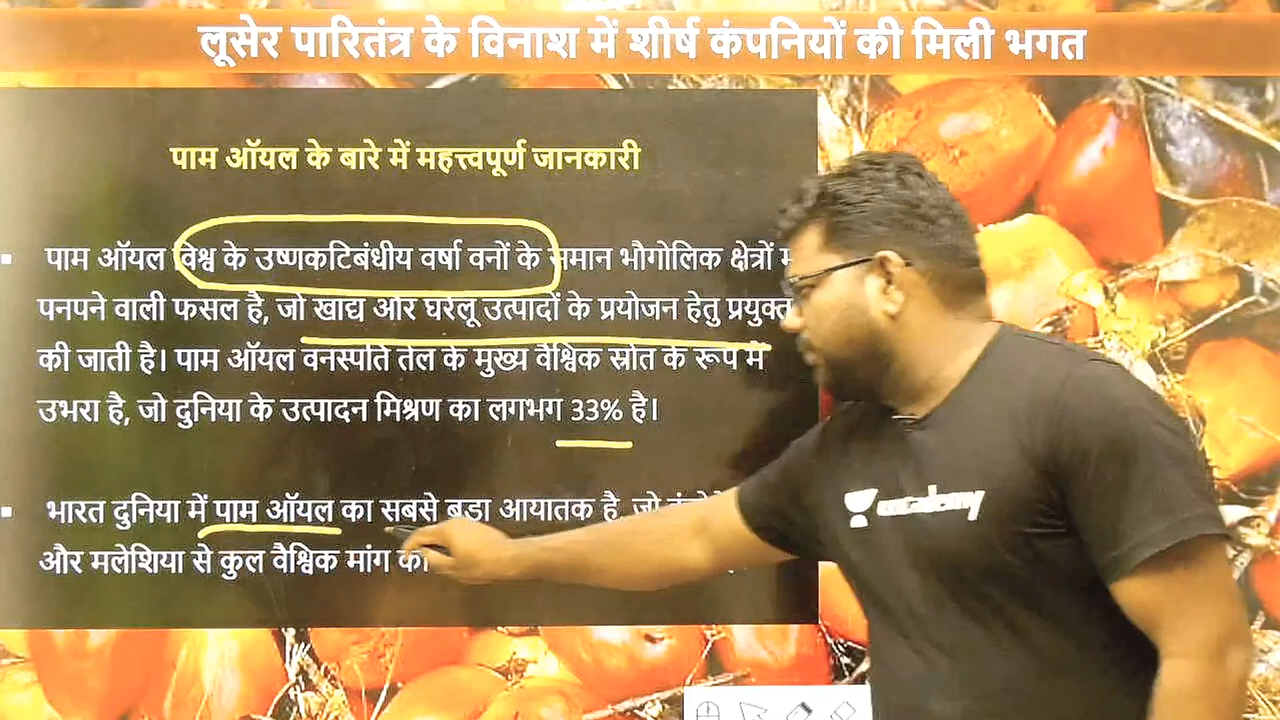 लूसेर पारितंत्र के विनाश में शीर्ष कंपनियों की मिली भगत
पाम ऑयल के बारे में महत्त्वपूर्ण जानकारी
पाम ऑयल विश्व के उष्णकटिबंधीय वर्षा वनों के समान भौगोलिक क्षेत्रों
पनपने वाली फसल है, जो खाद्य और घरेलू उत्पादों के प्रयोजन हेतु प्रयुक्त
की जाती है। पाम ऑयल वनस्पति तेल के मुख्य वैश्विक स्रोत के रूप में
उभरा है, जो दुनिया के उत्पादन मिश्रण का लगभग 33% है।
भारत दुनिया में पाम ऑयल का सबसे बड़ा आयातक है, जो
और मलेशिया से कुल वैश्विक मांग का
unacademy